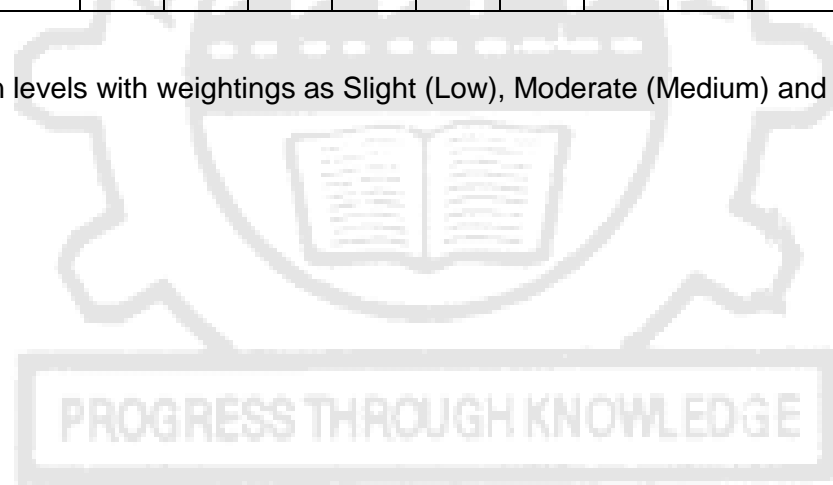 levels with weightings as Slight (Low), Moderate (Medium) and
PROGRESS THROUGH KNOWLEDGE